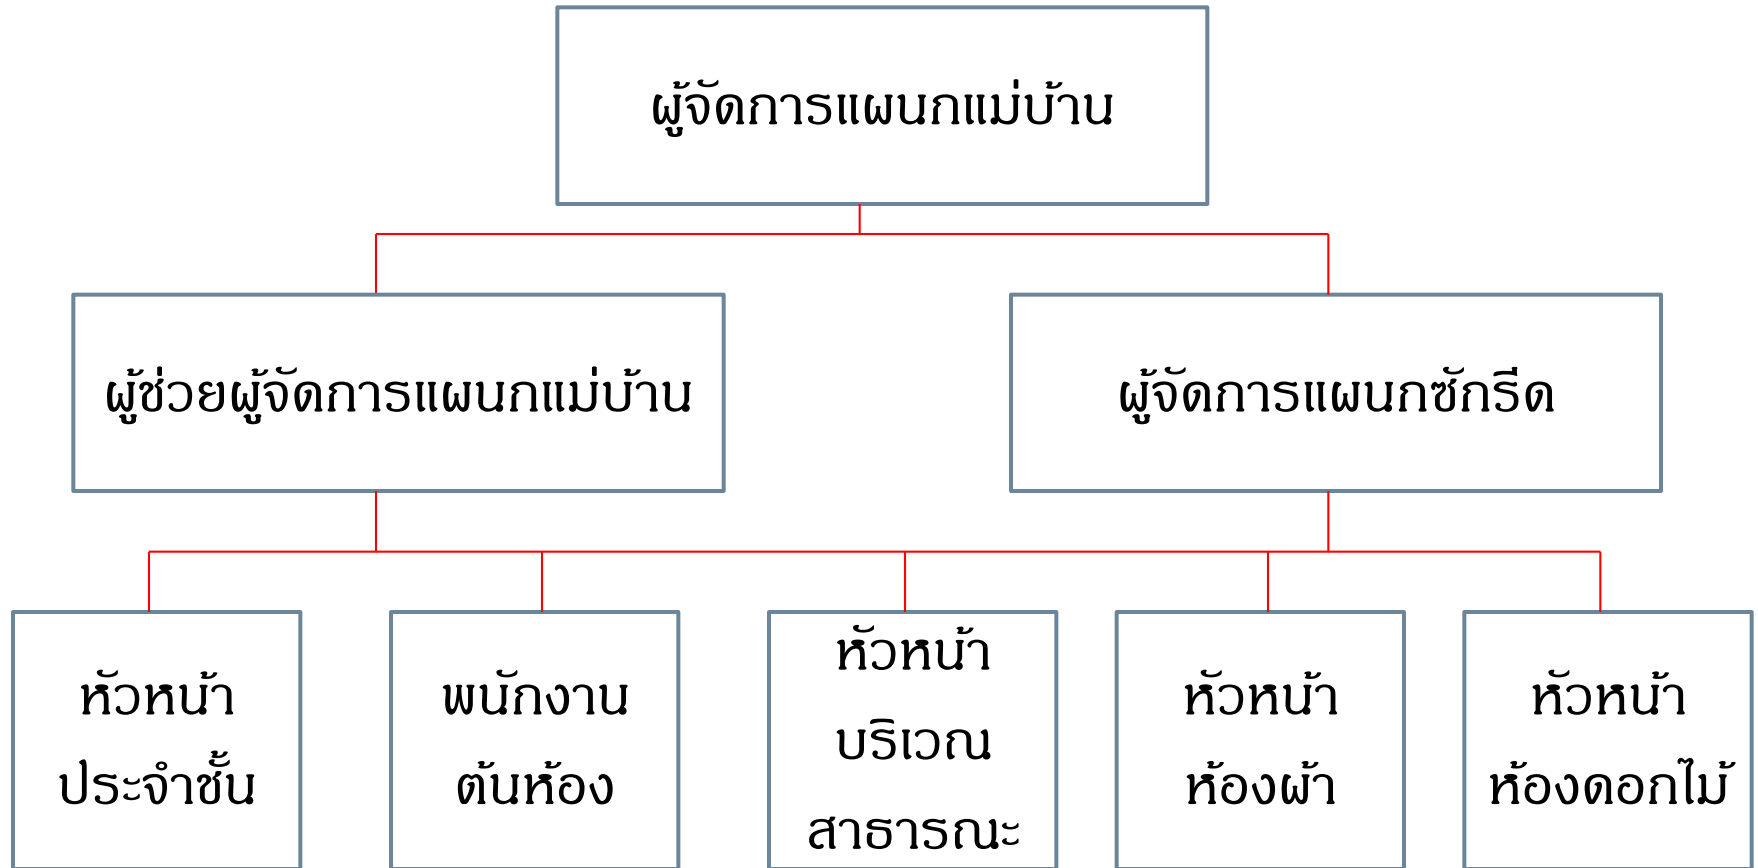 ผู้จัดการแผนกแม่บ้าน
ผู้ช่วยผู้จัดการแผนกแม่บ้าน
ผู้จัดการแผนกซักรีด
หัวหน้า
ประจำชั้น
พนักงาน
ต้นห้อง
หัวหน้า
บริเวณ
สาธารณะ
หัวหน้า
ห้องผ้า
หัวหน้า
ห้องดอกไม้